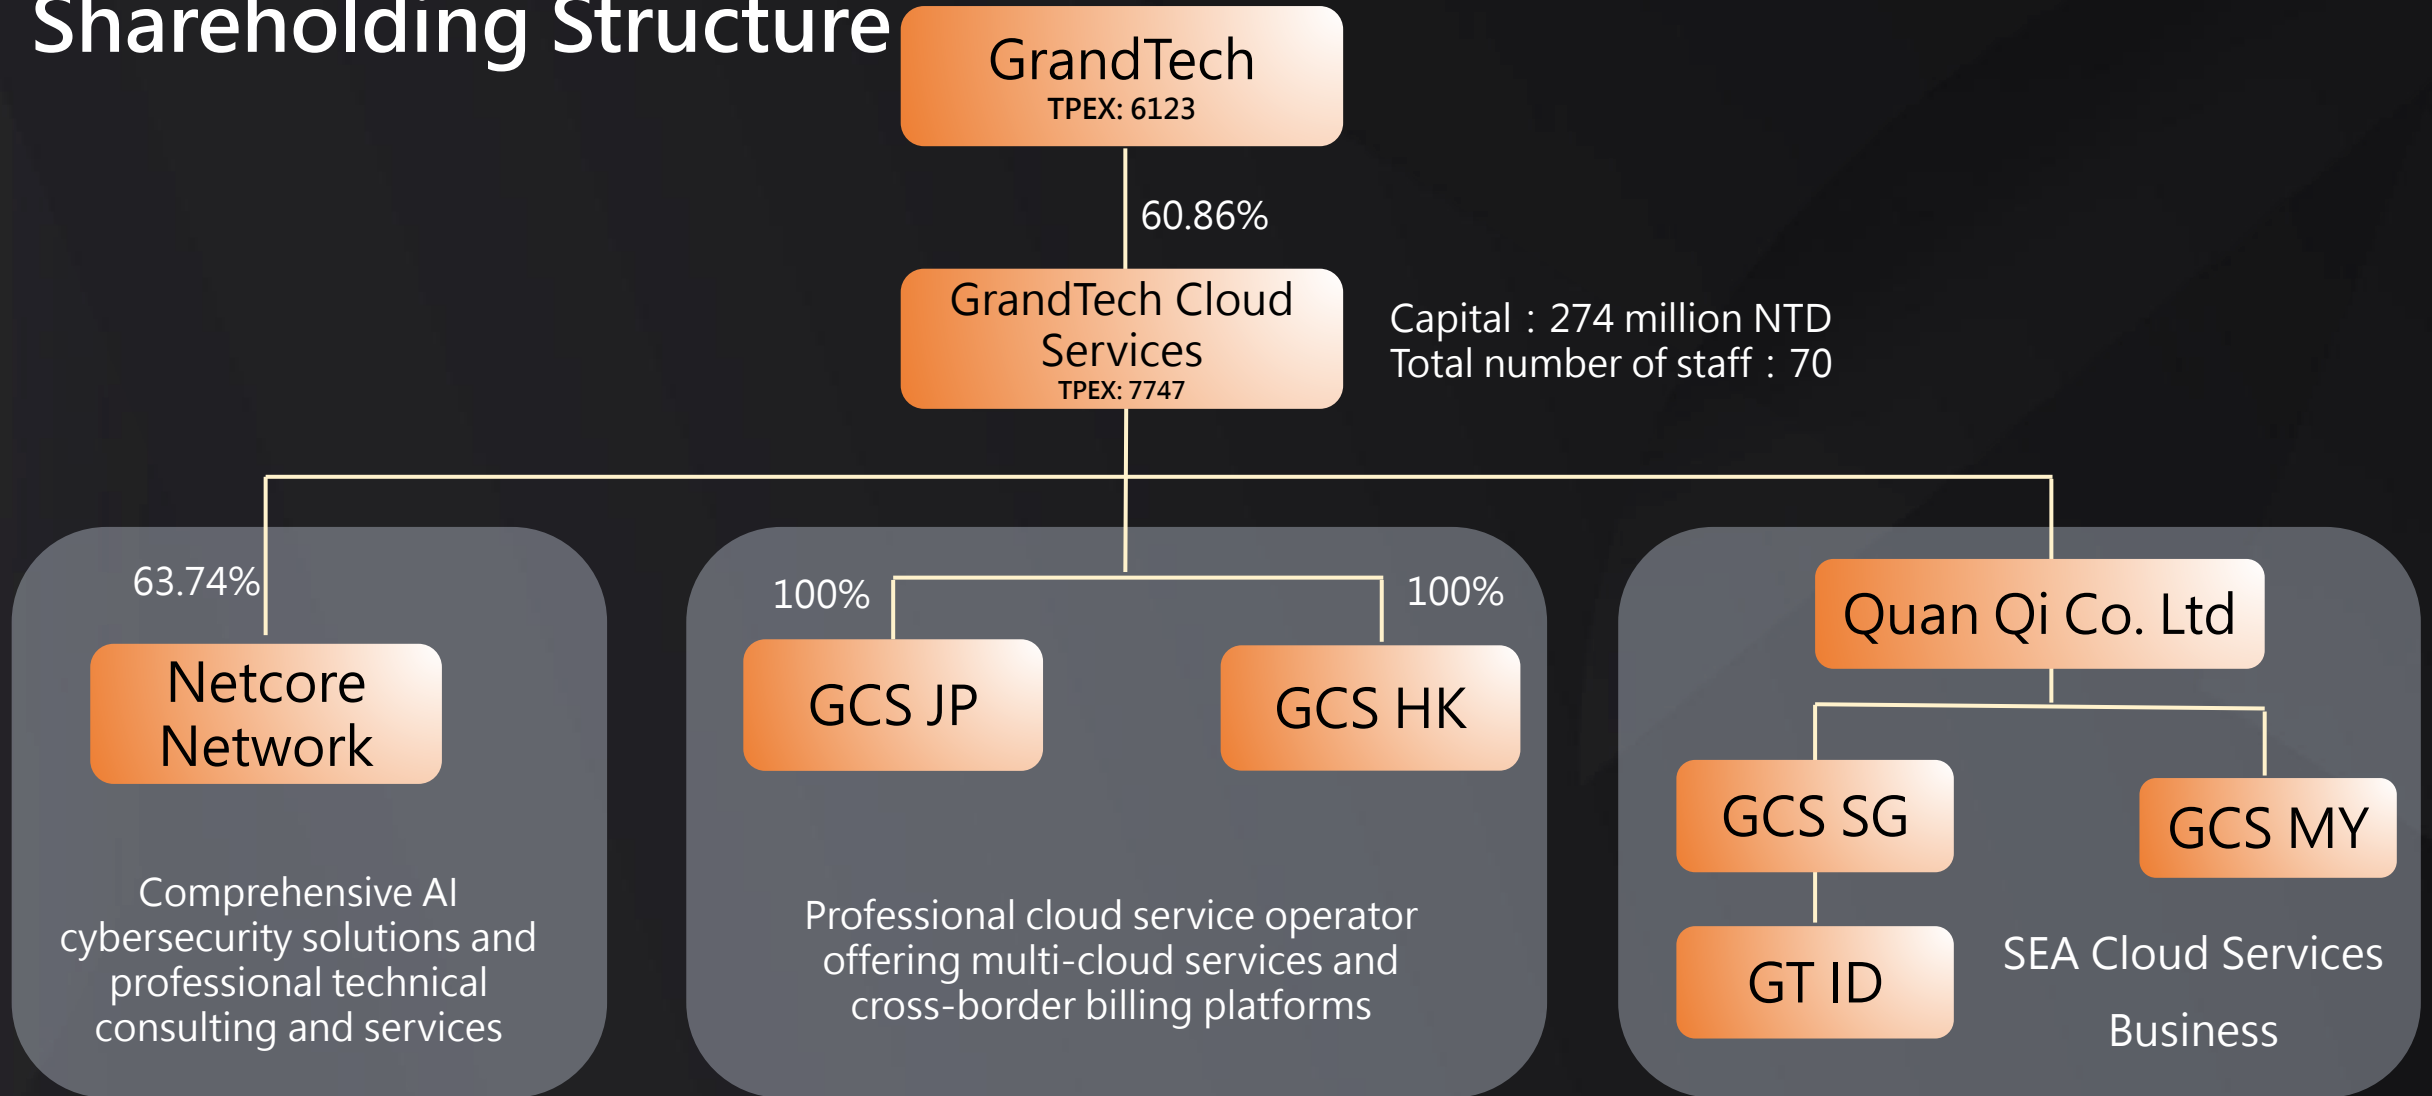 Shareholding Structure
GrandTech
TPEX: 6123
60.86%
GrandTech Cloud
Services
TPEX: 7747
Capital：274 million NTD
Total number of staff：70
63.74%
Netcore
Network
Comprehensive AI
cybersecurity solutions and
professional technical
consulting and services
100%
100%
GCS JP
GCS HK
Professional cloud service operator
offering multi-cloud services and
cross-border billing platforms
Quan Qi Co. Ltd
GCS SG
GCS MY
GT ID
SEA Cloud Services
Business